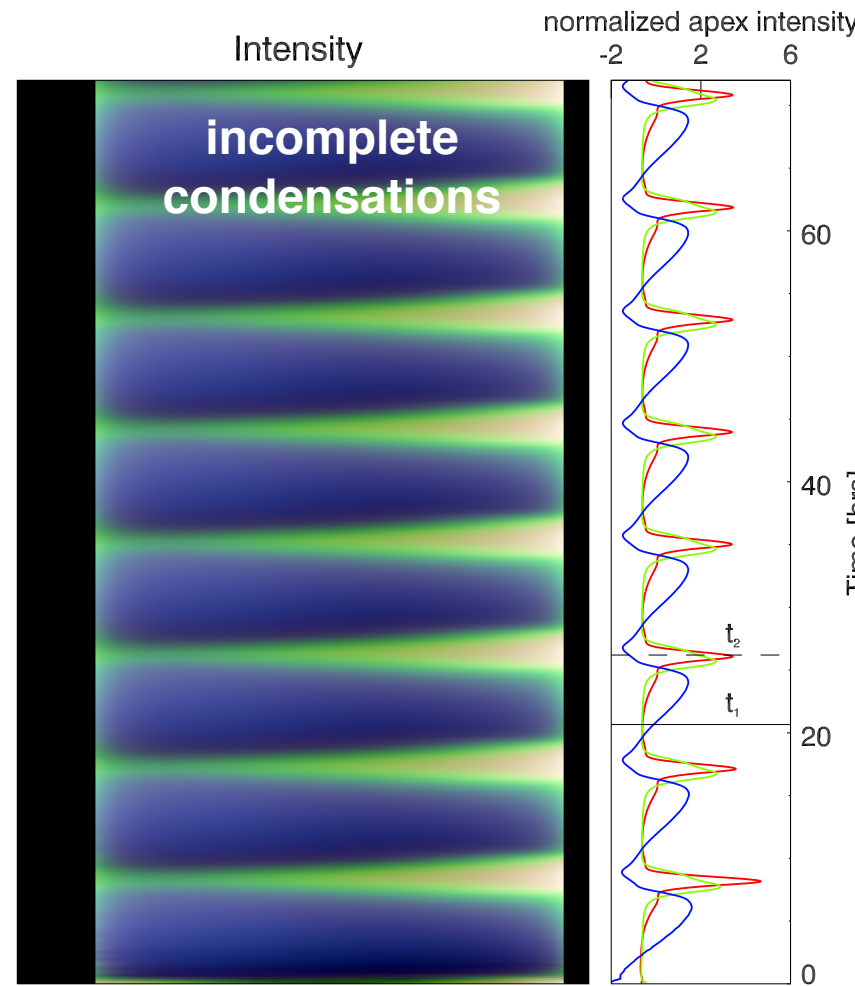 normalized apex intensity
Intensity
-2 2 6
incomplete
condensations
60
40
t2
t1
20
0